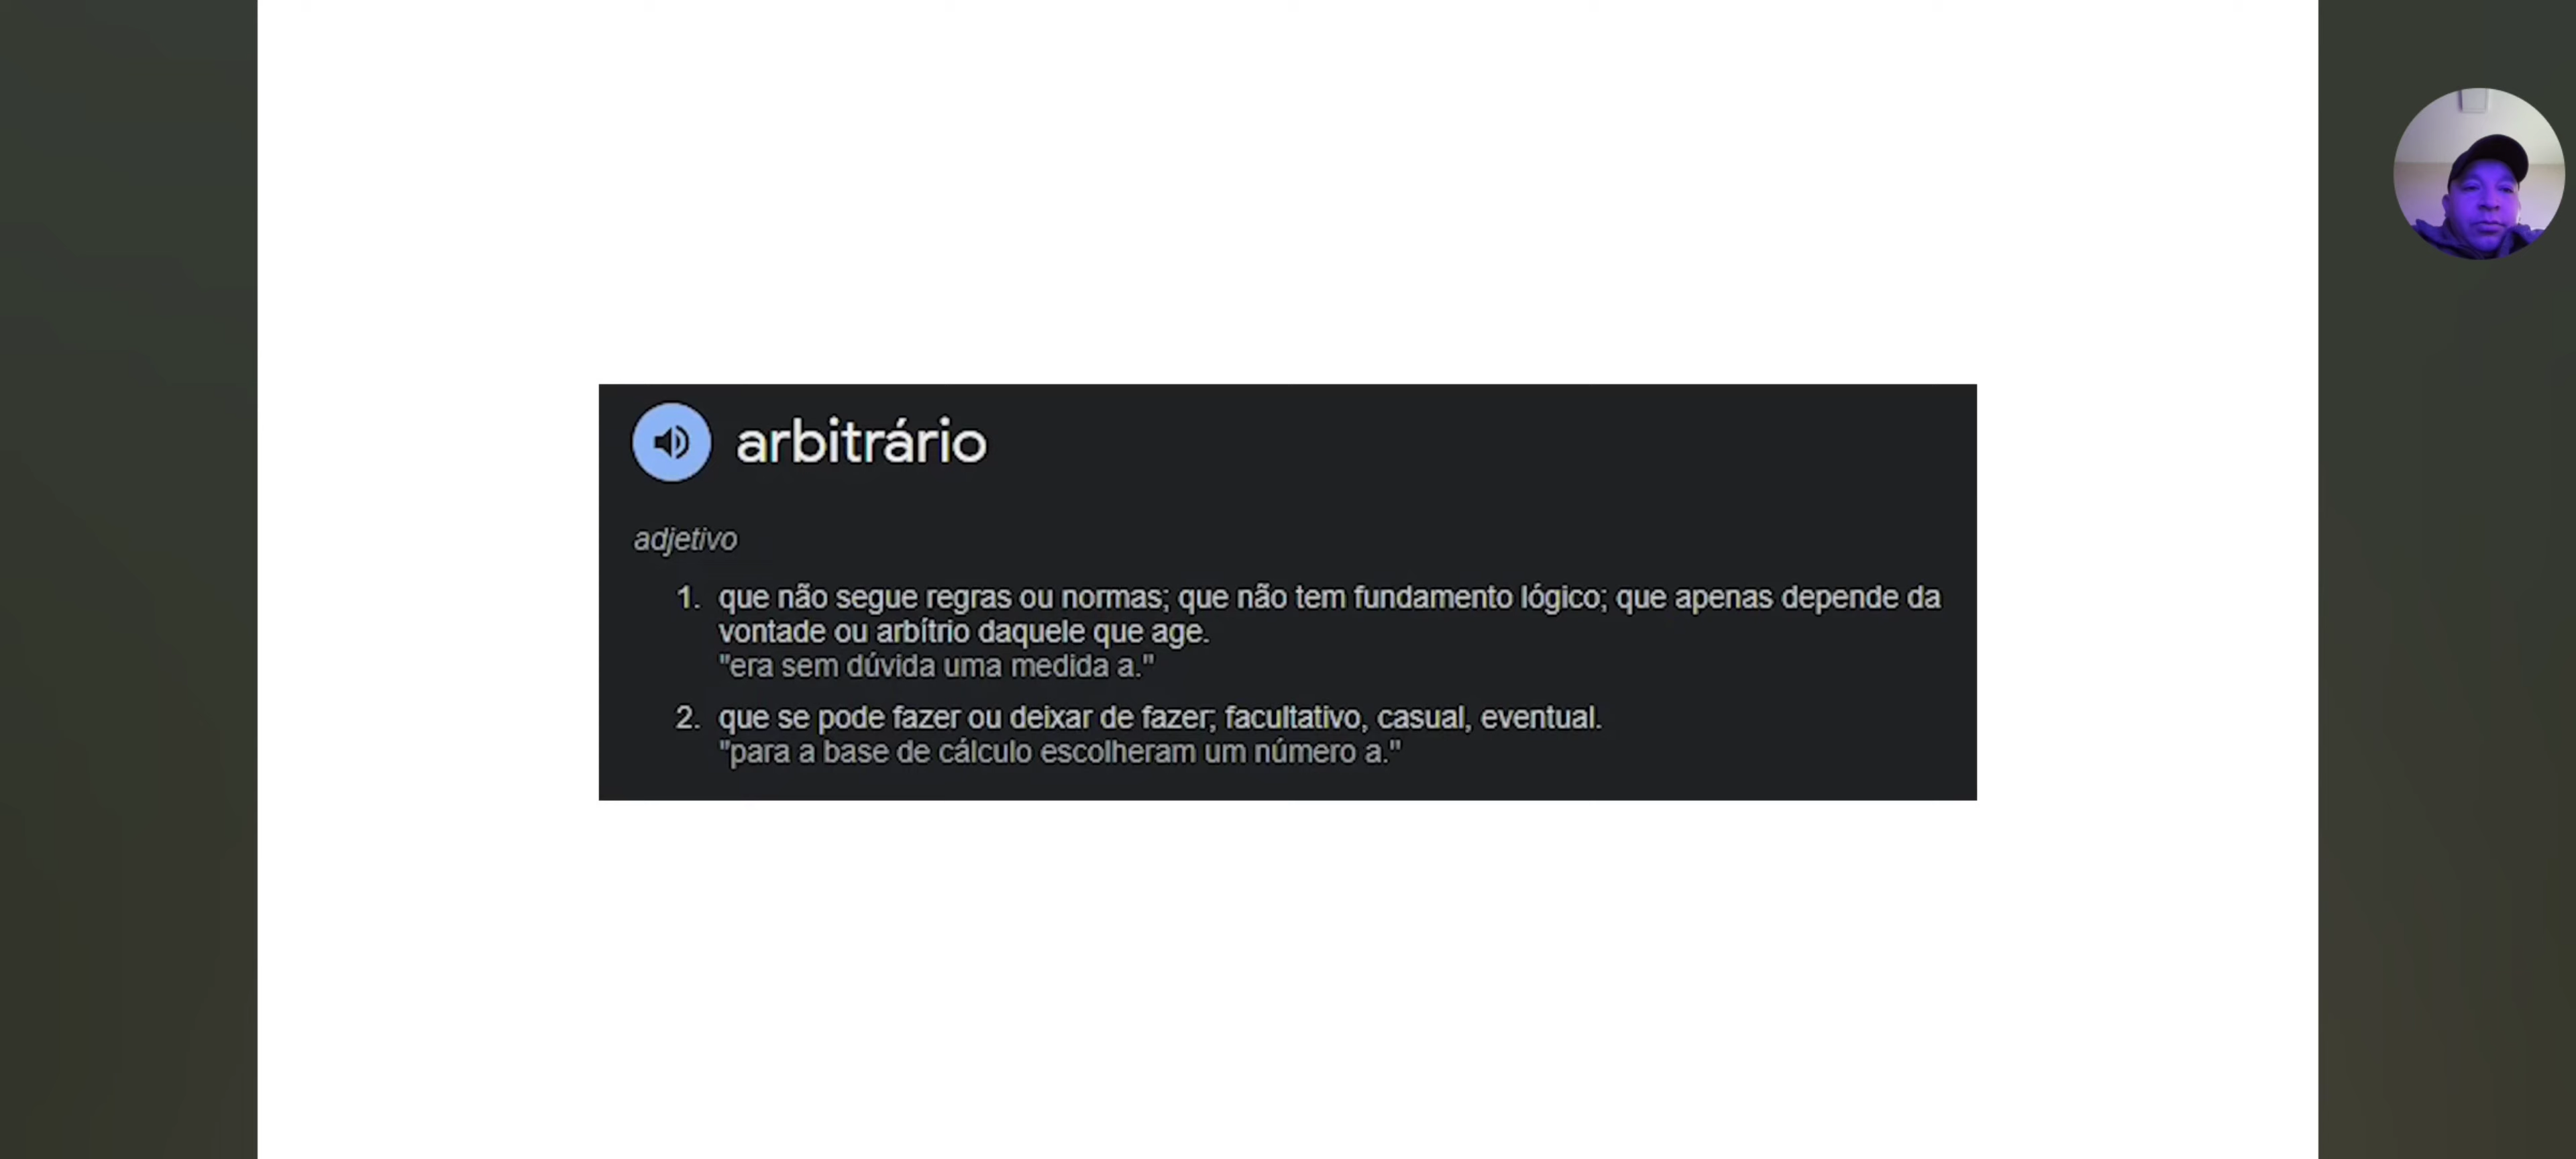 arbitrário
adjetivo
1. que não segue regras ou normas; que não tem fundamento lógico; que apenas depende da
vontade ou arbítrio daquele que age.
"era sem dúvida uma medida a."
2. que se pode fazer ou deixar de fazer; facultativo, casual, eventual.
"para a base de cálculo escolheram um número a."